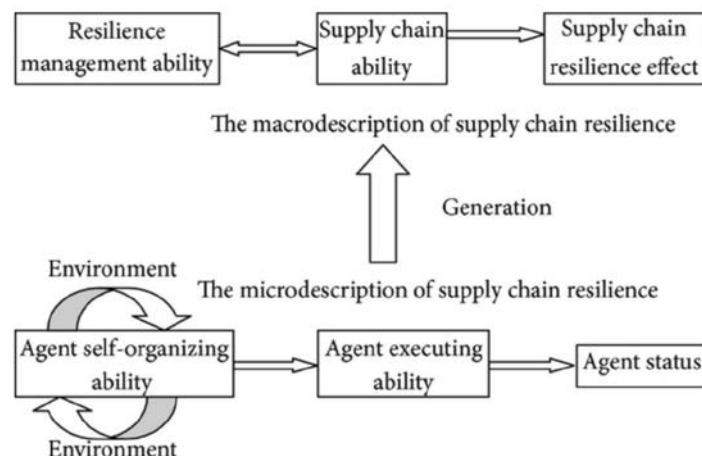 Resilience
management ability
Supply chain
ability
Supply chain
resilience effect
The macrodescription of supply chain resilience
Generation
Environment
The microdescription of supply chain resilience
Agent self-organizing
ability
Agent executing
ability
Agent status
Environment